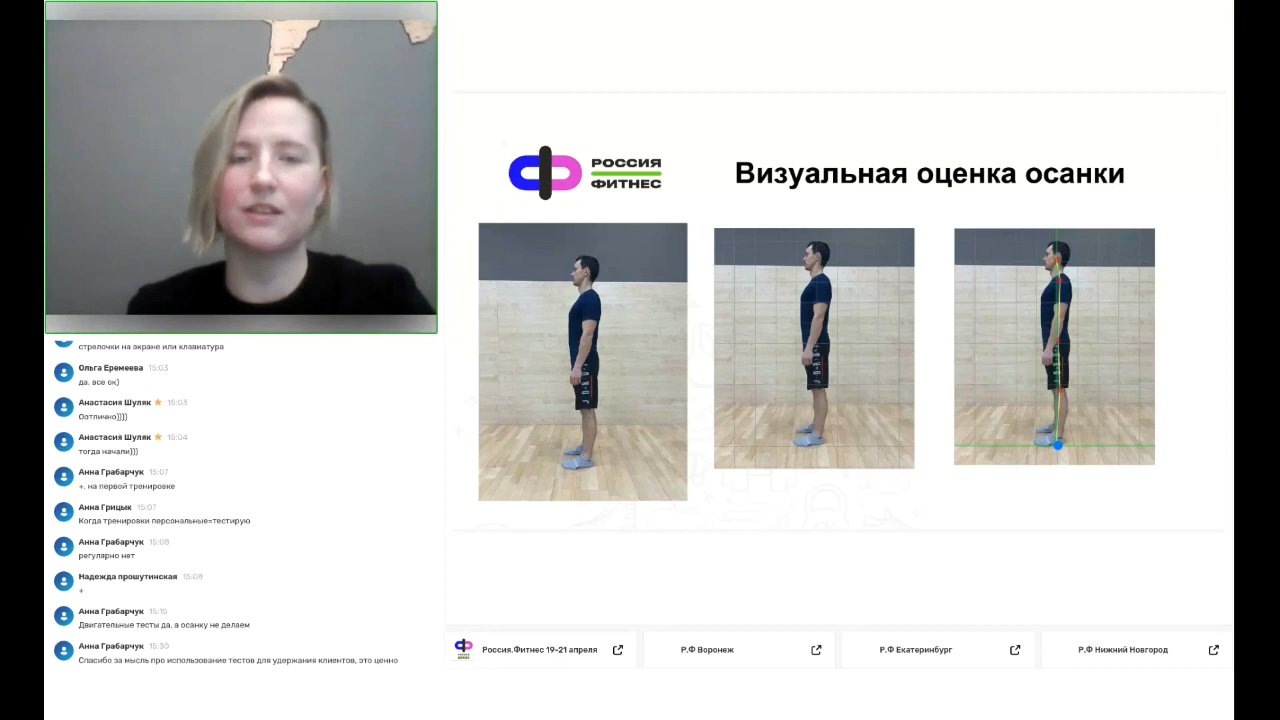 РОССИЯ
ФИТНЕС
Визуальная оценка осанки
стрелочки на экране или клавиатура
Ольга Еремеева 15:03
да, все ок)
Анастасия Шуляк 15:03
Оотлично))))
Анастасия Шуляк 15:04
тогда начали)))
Анна Грабарчук 15:07
+, на первой тренировке
Анна Грицык 15:07
Когда тренировки персональные=тестирую
Анна Грабарчук 15:08
регулярно нет
Надежда прошутинская 15:08
+
Анна Грабарчук 15:15
Двигательные тесты да, а осанку не делаем
Анна Грабарчук 15:30
Спасибо за мысль про использование тестов для удержания клиентов, это ценно
Россия.Фитнес 19-21 апреля
Р.Ф Воронеж
Р.Ф Екатеринбург
Р.Ф Нижний Новгород